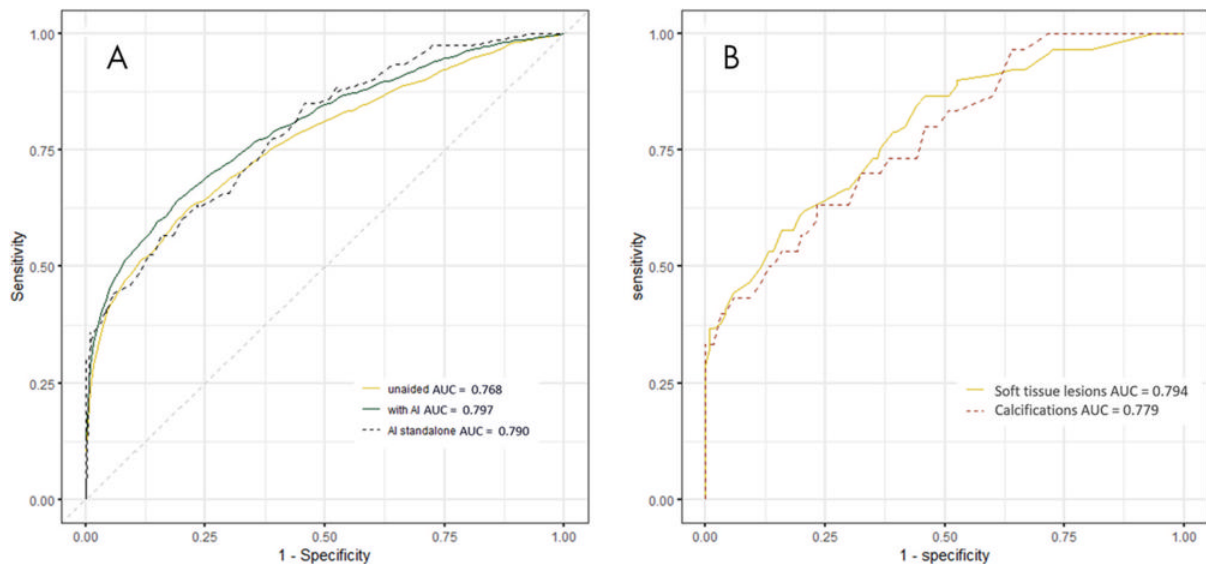 A
1.00
0.75
0.50
0.25
0.00
Sensitivity
unaided AUC = 0.768
with AI AUC = 0.797
AI standalone AUC = 0.790
0.00 0.25 0.50 0.75 1.00
1 - Specificity
B
1.00
0.75
0.50
0.25
0.00
sensitivity
Soft tissue lesions AUC = 0.794
Calcifications AUC = 0.779
0.00 0.25 0.50 0.75 1.00
1 - specificity